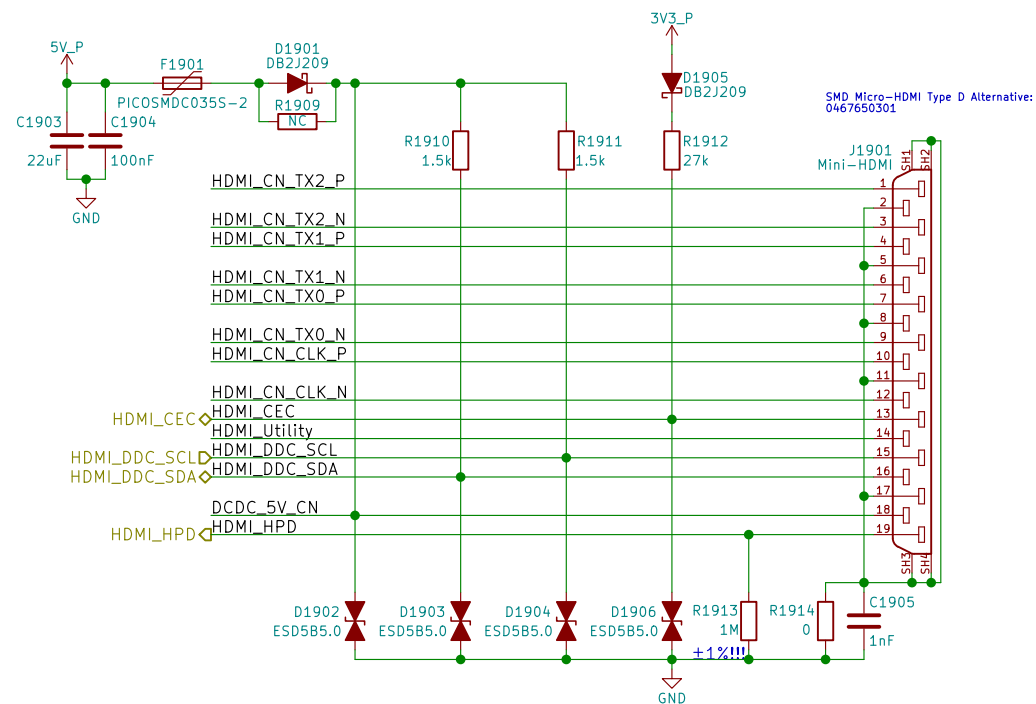 3V3_P
5V_P
D1901
DB2J209
F1901
PICOSMDC035S-2
R1909
NC
D1905
DB2J209
SMD Micro-HDMI Type D Alternative:
0467650301
C1903
22uF
C1904
100nF
GND
R1910
1.5k
R1911
1.5k
R1912
27k
J1901
Mini-HDMI
SH1
SH2
HDMI_CN_TX2_P
1
2
HDMI_CN_TX2_N
3
HDMI_CN_TX1_P
4
5
HDMI_CN_TX1_N
6
HDMI_CN_TX0_P
7
8
HDMI_CN_TX0_N
9
HDMI_CN_CLK_P
10
11
HDMI_CN_CLK_N
12
HDMI_CEC
HDMI_CEC
13
HDMI_Utility
14
HDMI_DDC_SCL
HDMI_DDC_SCL
15
HDMI_DDC_SDA
HDMI_DDC_SDA
16
17
DCDC_5V_CN
18
HDMI_HPD
HDMI_HPD
19
SH3
SH4
D1902
ESD5B5.0
D1903
ESD5B5.0
D1904
ESD5B5.0
D1906
ESD5B5.0
R1913
1M
±1%!!!
R1914
0
C1905
1nF
GND